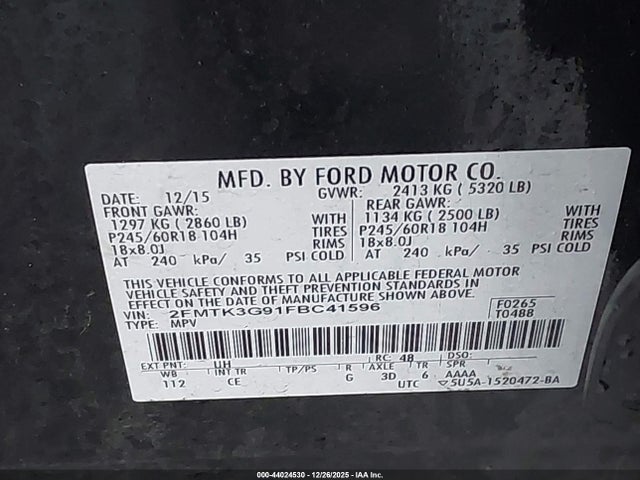 MFD. BY FORD MOTOR CO.
DATE: 12/15 GVWR: 2413 KG ( 5320 LB)
FRONT GAWR: REAR GAWR:
1297 KG ( 2860 LB) WITH 1134 KG ( 2500 LB) WITH
P245/60R18 104H TIRES P245/60R18 104H TIRES
18x8.0J RIMS 18x8.0J RIMS
AT 240 kPa/ 35 PSI COLD AT 240 kPa/ 35 PSI COLD
THIS VEHICLE CONFORMS TO ALL APPLICABLE FEDERAL MOTOR
VEHICLE SAFETY AND THEFT PREVENTION STANDARDS IN EFFECT
ON THE DATE OF MANUFACTURE SHOWN ABOVE.
VIN: 2FMTK3G91FBC41596 F0265
TYPE: MPV T0488
EXT PNT: UH RC: 48 DSO:
WB INT TR TP/PS R AXLE TR SPR
112 CE G 3D 6 AAAA
UTC ▽5U5A-1520472-BA
000-44024530 - 12/26/2025 - IAA Inc.